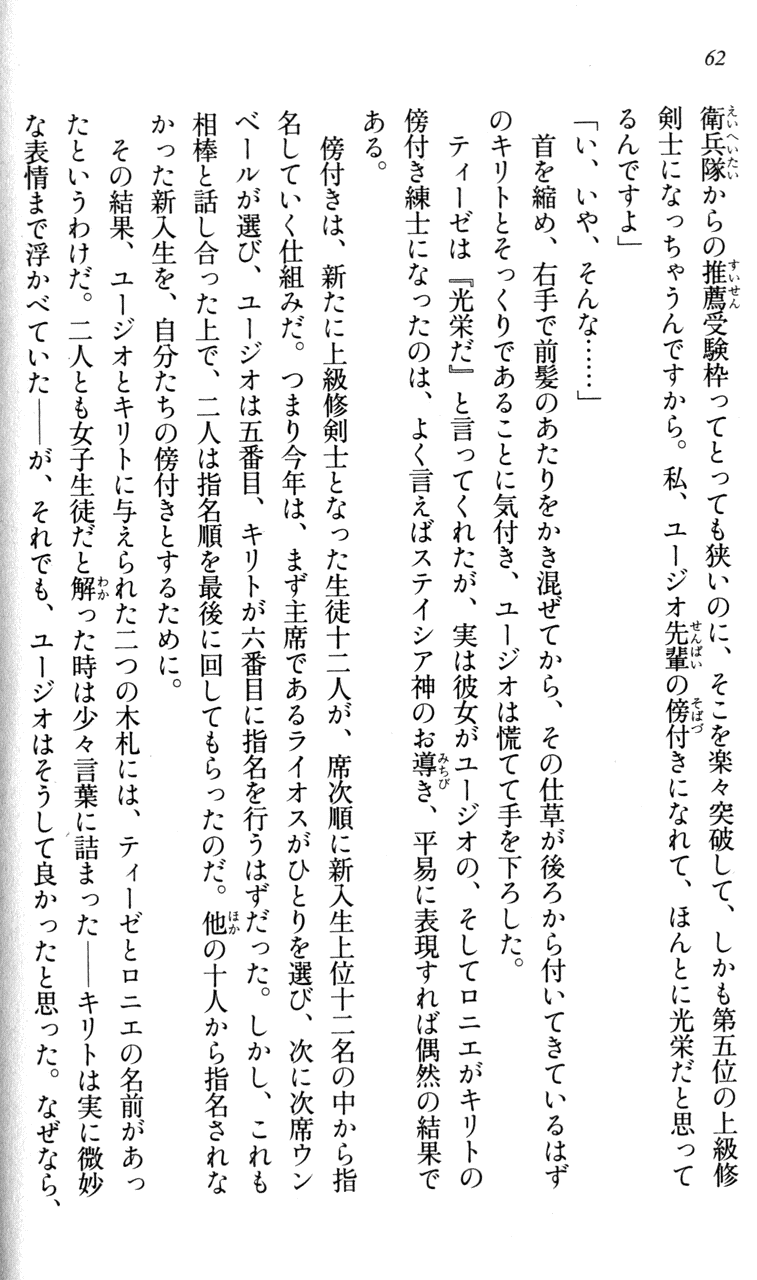 62
衛兵隊からの推薦受験枠ってとっても狭いのに、そこを楽々突破して、しかも第五位の上級修
剣士になっちゃうんですから。私、ユージオ先輩の傍付きになれて、ほんとに光栄だと思って
るんですよ」
「い、いや、そんな……」
　首を縮め、右手で前髪のあたりをかき混ぜてから、その仕草が後ろから付いてきているはず
のキリトとそっくりであることに気付き、ユージオは慌てて手を下ろした。
　ティーゼは『光栄だ』と言ってくれたが、実は彼女がユージオの、そしてロニエがキリトの
傍付き練士になったのは、よく言えばステイシア神のお導き、平易に表現すれば偶然の結果で
ある。
　傍付きは、新たに上級修剣士となった生徒十二人が、席次順に新入生上位十二名の中から指
名していく仕組みだ。つまり今年は、まず主席であるライオスがひとりを選び、次に次席ウン
ベールが選び、ユージオは五番目、キリトが六番目に指名を行うはずだった。しかし、これも
相棒と話し合った上で、二人は指名順を最後に回してもらったのだ。他の十人から指名されな
かった新入生を、自分たちの傍付きとするために。
　その結果、ユージオとキリトに与えられた二つの木札には、ティーゼとロニエの名前があっ
たというわけだ。二人とも女子生徒だと解った時は少々言葉に詰まった――キリトは実に微妙
な表情まで浮かべていた――が、それでも、ユージオはそうして良かったと思った。なぜなら、